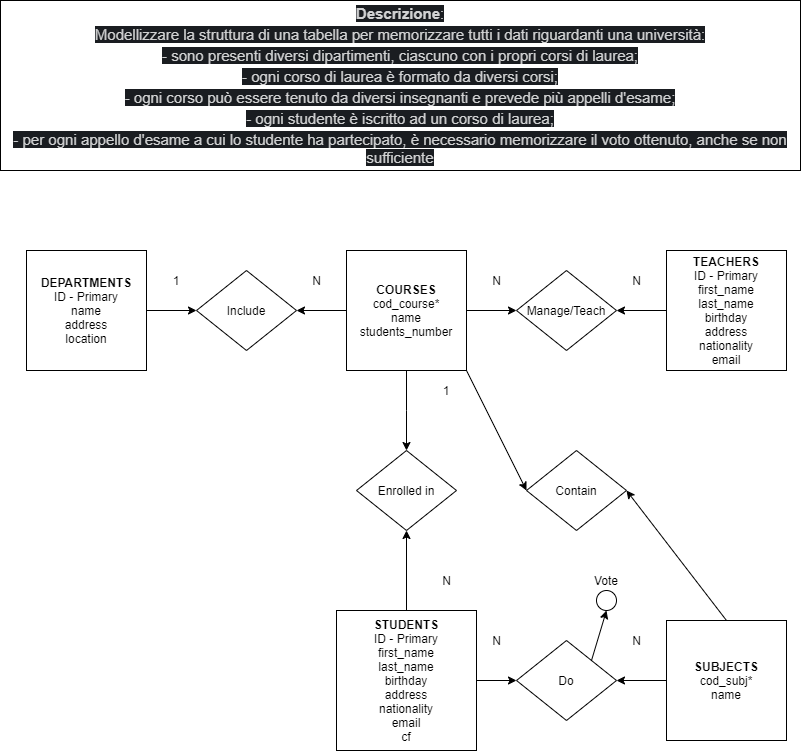 Descrizione:
Modellizzare la struttura di una tabella per memorizzare tutti i dati riguardanti una università:
- sono presenti diversi dipartimenti, ciascuno con i propri corsi di laurea;
- ogni corso di laurea è formato da diversi corsi;
- ogni corso può essere tenuto da diversi insegnanti e prevede più appelli d'esame;
- ogni studente è iscritto ad un corso di laurea;
- per ogni appello d'esame a cui lo studente ha partecipato, è necessario memorizzare il voto ottenuto, anche se non
sufficiente
DEPARTMENTS
ID - Primary
name
address
location
1
Include
N
COURSES
cod_course*
name
students_number
N
Manage/Teach
N
TEACHERS
ID - Primary
first_name
last_name
birthday
address
nationality
email
1
Enrolled in
Contain
N
Vote
STUDENTS
ID - Primary
first_name
last_name
birthday
address
nationality
email
cf
N
Do
N
SUBJECTS
cod_subj*
name